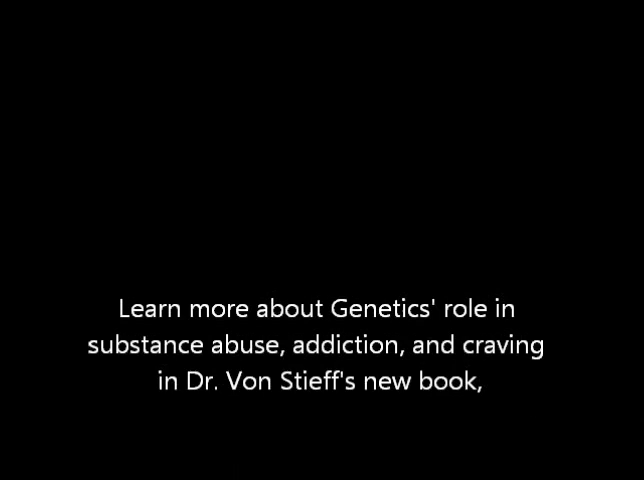 Learn more about Genetics' role in
substance abuse, addiction, and craving
in Dr. Von Stieff's new book,